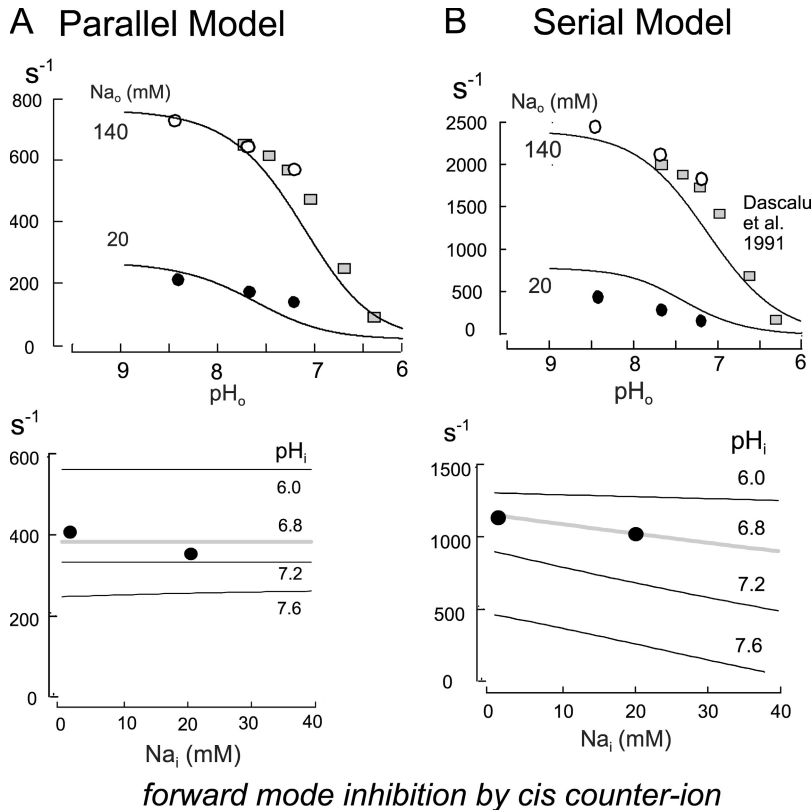 A Parallel Model
s⁻¹
Naₒ (mM)
800
140
600
400
20
200
0
9
8
7
6
pHₒ
B Serial Model
s⁻¹
Naₒ (mM)
2500
140
2000
1500
Dascalu
et al.
1991
1000
20
500
0
9
8
7
6
pHₒ
s⁻¹
600
pHᵢ
6.0
6.8
400
7.2
7.6
200
0
0
10
20
30
40
Naᵢ (mM)
s⁻¹
1500
pHᵢ
6.0
6.8
1000
7.2
500
7.6
0
0
10
20
30
40
Naᵢ (mM)
forward mode inhibition by cis counter-ion